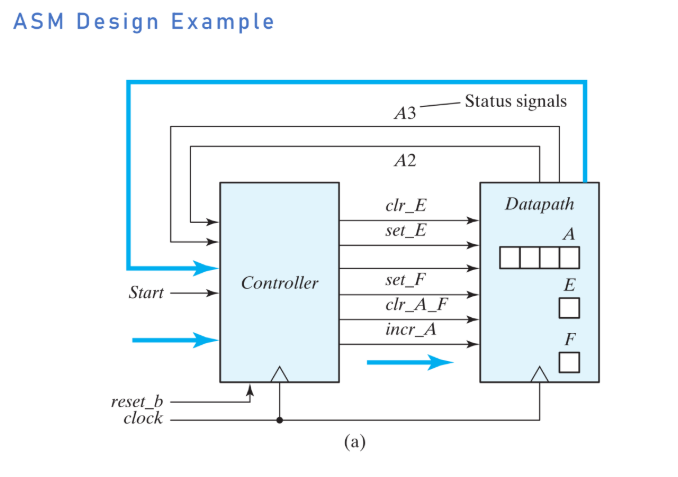 ASM Design Example
Status signals
A3
A2
clr_E
set_E
set_F
clr_A_F
incr_A
Controller
Datapath
A
E
F
Start
reset_b
clock
(a)